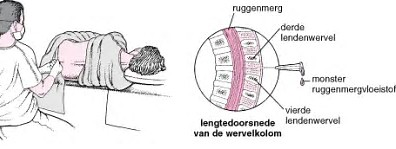 ruggenmerg
derde
lendenwervel
monster
ruggenmergvloeistof
vierde
lendenwervel
lengtedoorsnede
van de wervelkolom